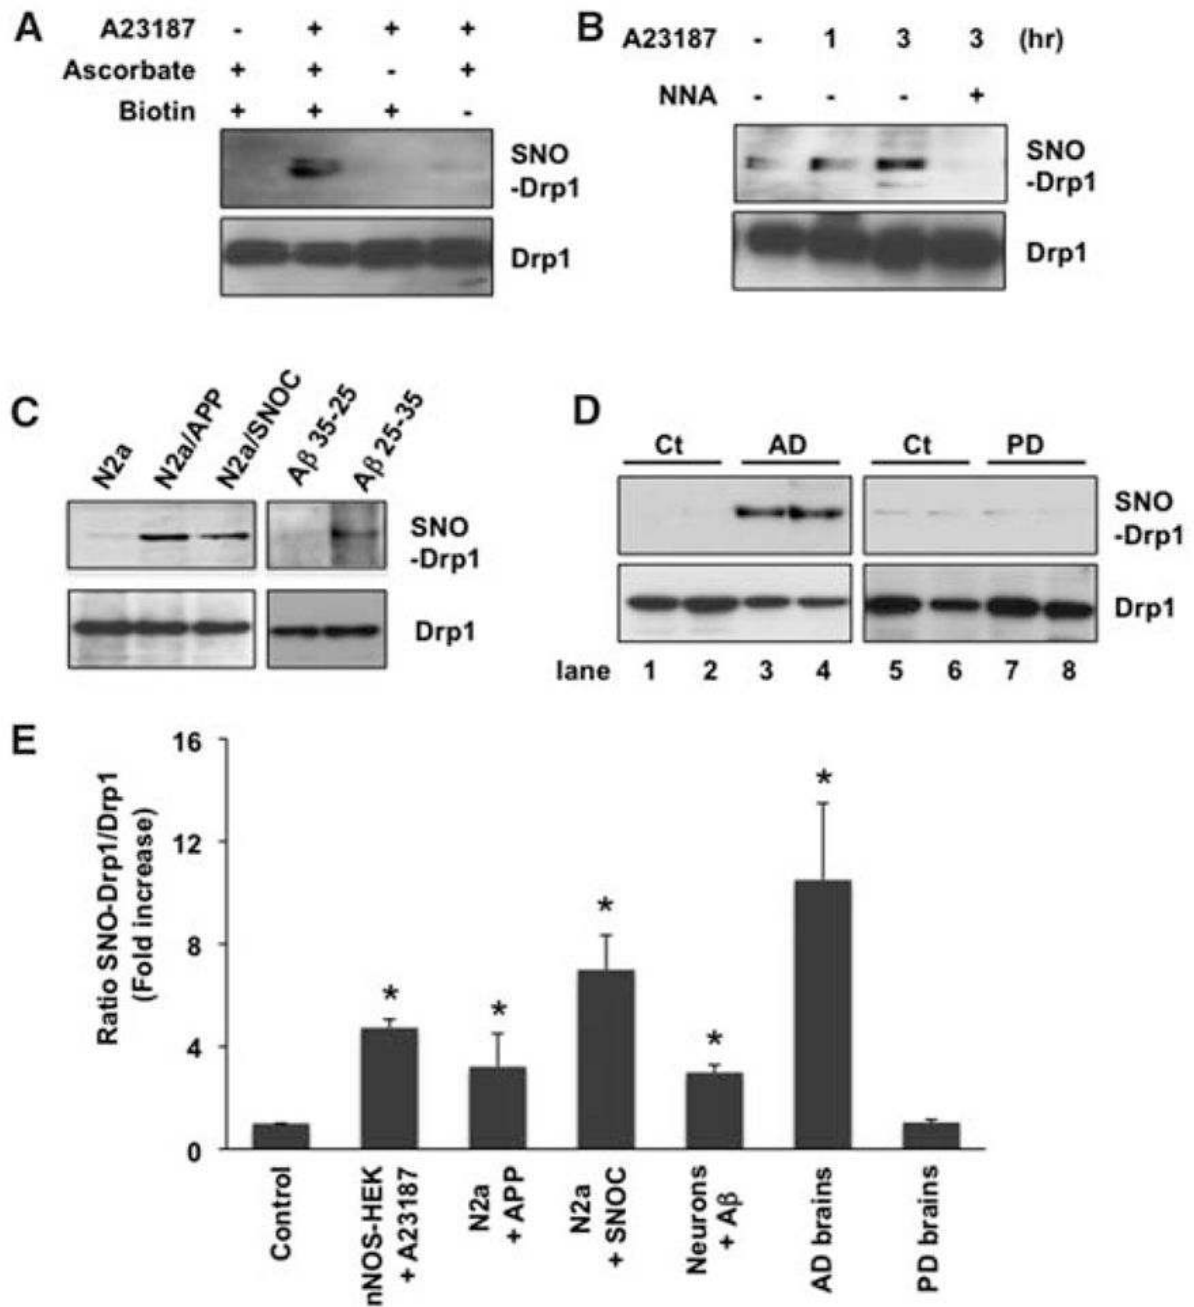 A
A23187 - + + +
Ascorbate + + - +
Biotin + + + -
SNO
-Drp1
Drp1
B
A23187 - 1 3 3 (hr)
NNA - - - +
SNO
-Drp1
Drp1
C
N2a
N2a/APP
N2a/SNOC
Aβ 35-25
Aβ 25-35
SNO
-Drp1
Drp1
D
Ct AD Ct PD
SNO
-Drp1
Drp1
lane 1 2 3 4 5 6 7 8
E
Ratio SNO-Drp1/Drp1
(Fold increase)
16
12
8
4
0
* * * * *
Control
nNOS-HEK
+ A23187
N2a
+ APP
N2a
+ SNOC
Neurons
+ Aβ
AD brains
PD brains